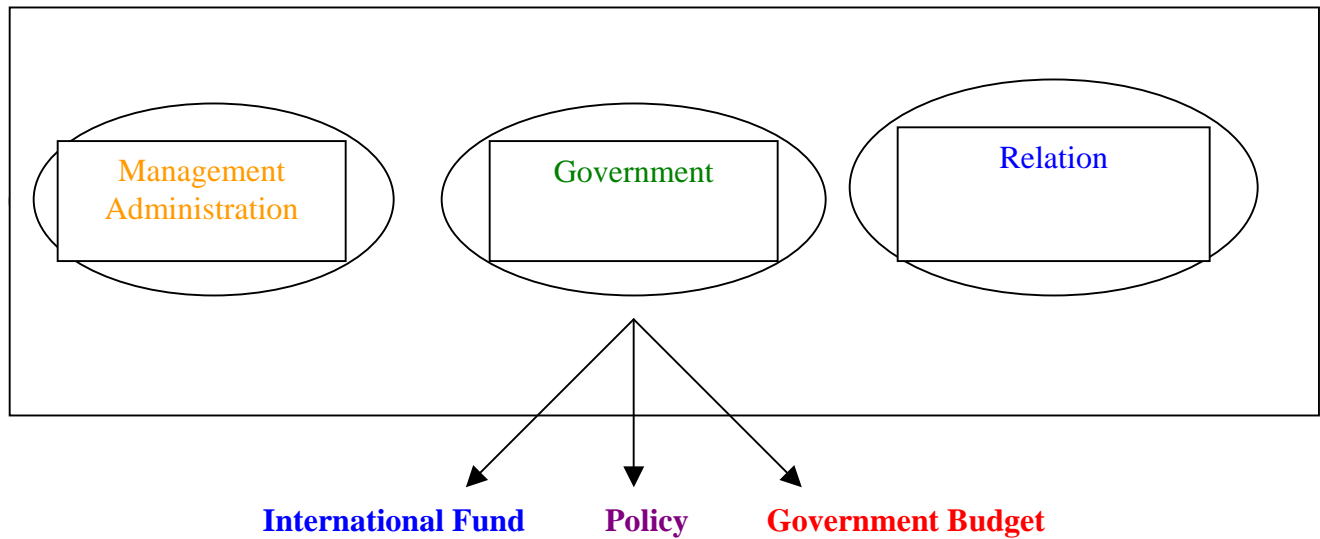 Management
Administration
Government
Relation
International Fund
Policy
Government Budget